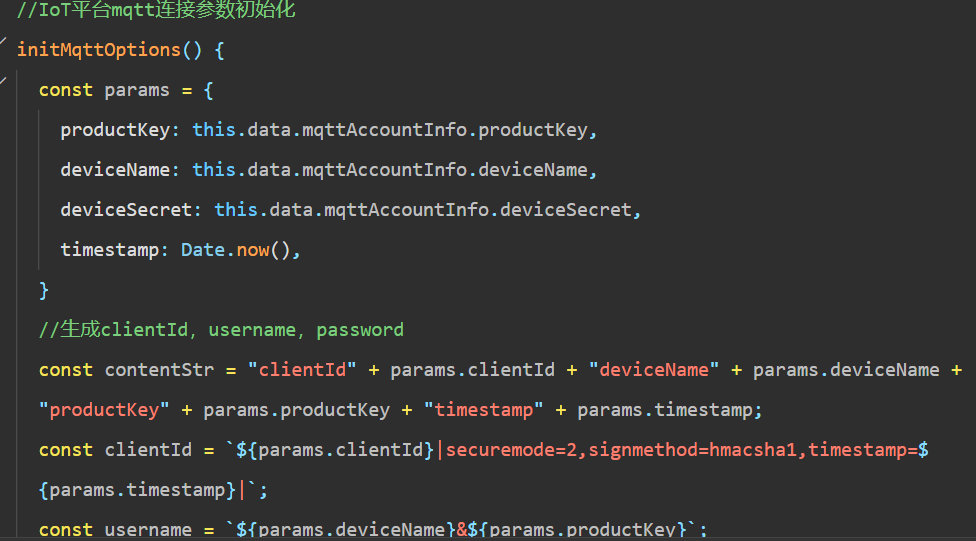 //IoT平台mqtt连接参数初始化
initMqttOptions() {
const params = {
productKey: this.data.mqttAccountInfo.productKey,
deviceName: this.data.mqttAccountInfo.deviceName,
deviceSecret: this.data.mqttAccountInfo.deviceSecret,
timestamp: Date.now(),
}
//生成clientId, username, password
const contentStr = "clientId" + params.clientId + "deviceName" + params.deviceName +
"productKey" + params.productKey + "timestamp" + params.timestamp;
const clientId = `${params.clientId}|securemode=2,signmethod=hmacsha1,timestamp=$
{params.timestamp}|`;
const username = `${params.deviceName}&${params.productKey}`;